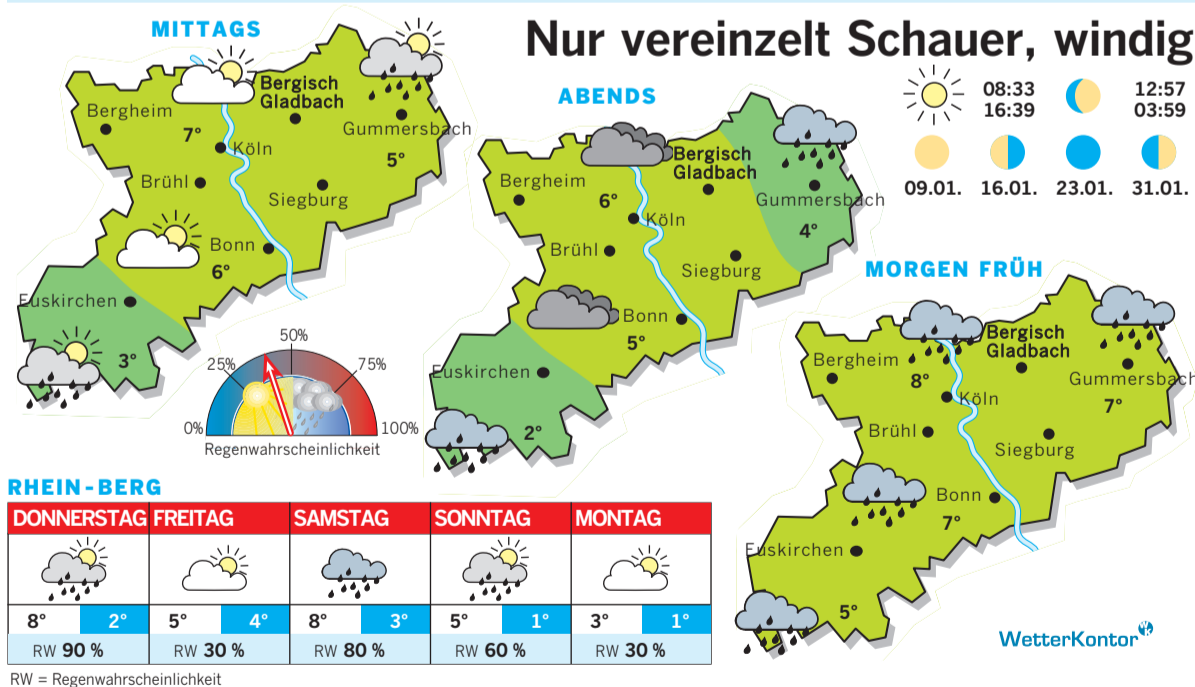 Nur vereinzelt Schauer, windig
08:33
16:39
12:57
03:59
09.01. 16.01. 23.01. 31.01.
MITTAGS
Bergheim
7°
Köln
Bergisch
Gladbach
Gummersbach
5°
Brühl
Siegburg
Bonn
6°
Euskirchen
3°
ABENDS
Bergheim
6°
Köln
Bergisch
Gladbach
Gummersbach
4°
Brühl
Siegburg
Bonn
5°
Euskirchen
2°
MORGEN FRÜH
Bergheim
8°
Köln
Bergisch
Gladbach
Gummersbach
7°
Brühl
Siegburg
Bonn
7°
Euskirchen
5°
0%
25%
50%
75%
100%
Regenwahrscheinlichkeit
RHEIN-BERG
DONNERSTAG FREITAG SAMSTAG SONNTAG MONTAG
8° 2° 5° 4° 8° 3° 5° 1° 3° 1°
RW 90 % RW 30 % RW 80 % RW 60 % RW 30 %
RW = Regenwahrscheinlichkeit
WetterKontor